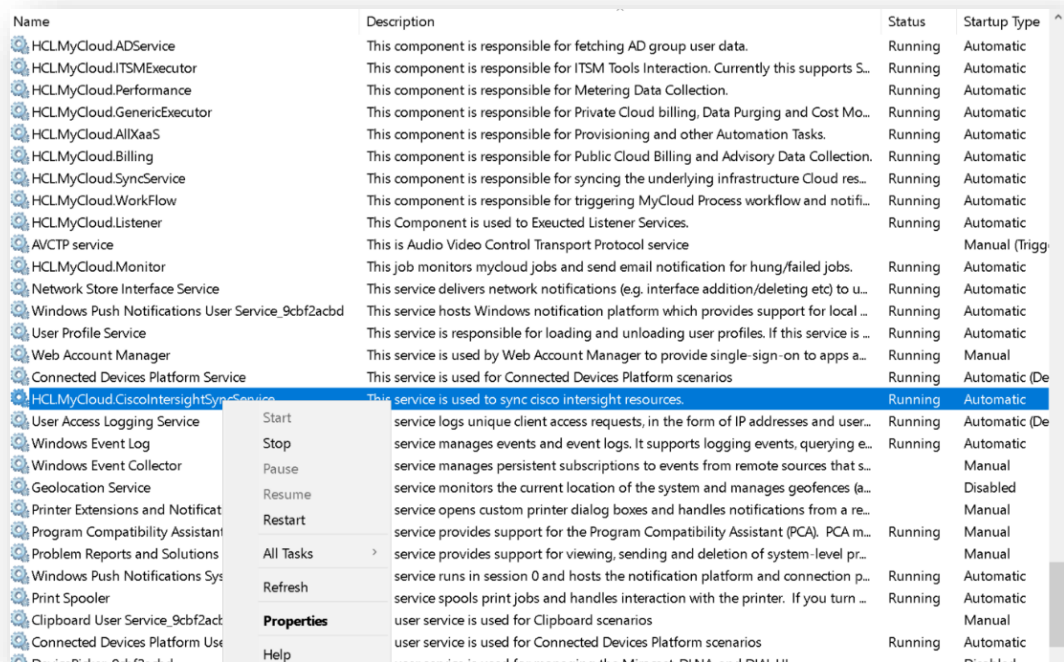 Name Description Status Startup Type
HCL.MyCloud.ADService This component is responsible for fetching AD group user data. Running Automatic
HCL.MyCloud.ITSMExecutor This component is responsible for ITSM Tools Interaction. Currently this supports S... Running Automatic
HCL.MyCloud.Performance This component is responsible for Metering Data Collection. Running Automatic
HCL.MyCloud.GenericExecutor This component is responsible for Private Cloud billing, Data Purging and Cost Mo... Running Automatic
HCL.MyCloud.AllXaaS This component is responsible for Provisioning and other Automation Tasks. Running Automatic
HCL.MyCloud.Billing This component is responsible for Public Cloud Billing and Advisory Data Collection. Running Automatic
HCL.MyCloud.SyncService This component is responsible for syncing the underlying infrastructure Cloud res... Running Automatic
HCL.MyCloud.WorkFlow This component is responsible for triggering MyCloud Process workflow and notifi... Running Automatic
HCL.MyCloud.Listener This Component is used to Exeucted Listener Services. Running Automatic
AVCTP service This is Audio Video Control Transport Protocol service Manual (Trigg
HCL.MyCloud.Monitor This job monitors mycloud jobs and send email notification for hung/failed jobs. Running Automatic
Network Store Interface Service This service delivers network notifications (e.g. interface addition/deleting etc) to u... Running Automatic
Windows Push Notifications User Service_9cbf2acbd This service hosts Windows notification platform which provides support for local ... Running Automatic
User Profile Service This service is responsible for loading and unloading user profiles. If this service is ... Running Automatic
Web Account Manager This service is used by Web Account Manager to provide single-sign-on to apps a... Running Manual
Connected Devices Platform Service This service is used for Connected Devices Platform scenarios Running Automatic (De
HCL.MyCloud.CiscoIntersightSyncService This service is used to sync cisco intersight resources. Running Automatic
User Access Logging Service Start service logs unique client access requests, in the form of IP addresses and user... Running Automatic (De
Windows Event Log Stop service manages events and event logs. It supports logging events, querying e... Running Automatic
Windows Event Collector Pause service manages persistent subscriptions to events from remote sources that s... Manual
Geolocation Service Resume service monitors the current location of the system and manages geofences (a... Disabled
Printer Extensions and Notificat Restart service opens custom printer dialog boxes and handles notifications from a re... Manual
Program Compatibility Assistant service provides support for the Program Compatibility Assistant (PCA). PCA m... Running Manual
Problem Reports and Solutions All Tasks service provides support for viewing, sending and deletion of system-level pr... Manual
Windows Push Notifications Sys Refresh service runs in session 0 and hosts the notification platform and connection p... Running Automatic
Print Spooler service spools print jobs and handles interaction with the printer. If you turn ... Running Automatic
Clipboard User Service_9cbf2acb Properties user service is used for Clipboard scenarios Manual
Connected Devices Platform Use user service is used for Connected Devices Platform scenarios Running Automatic
Help